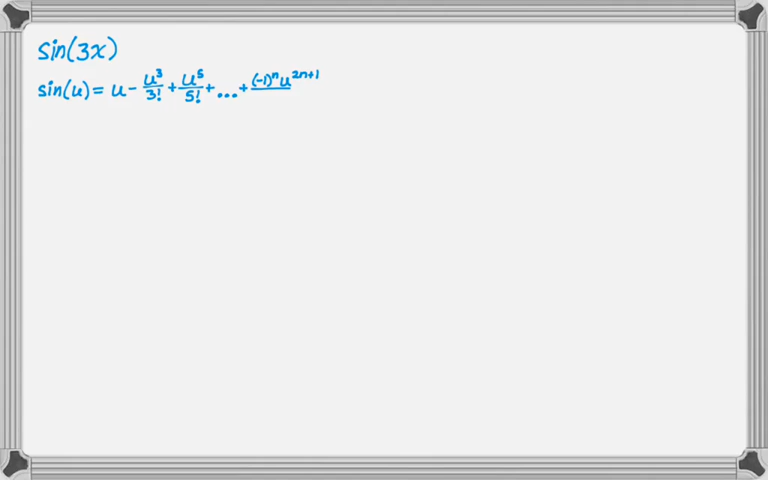 sin(3x)
sin(u) = u - u³/3! + u⁵/5! + ... + (-1)ⁿu²ⁿ⁺¹/